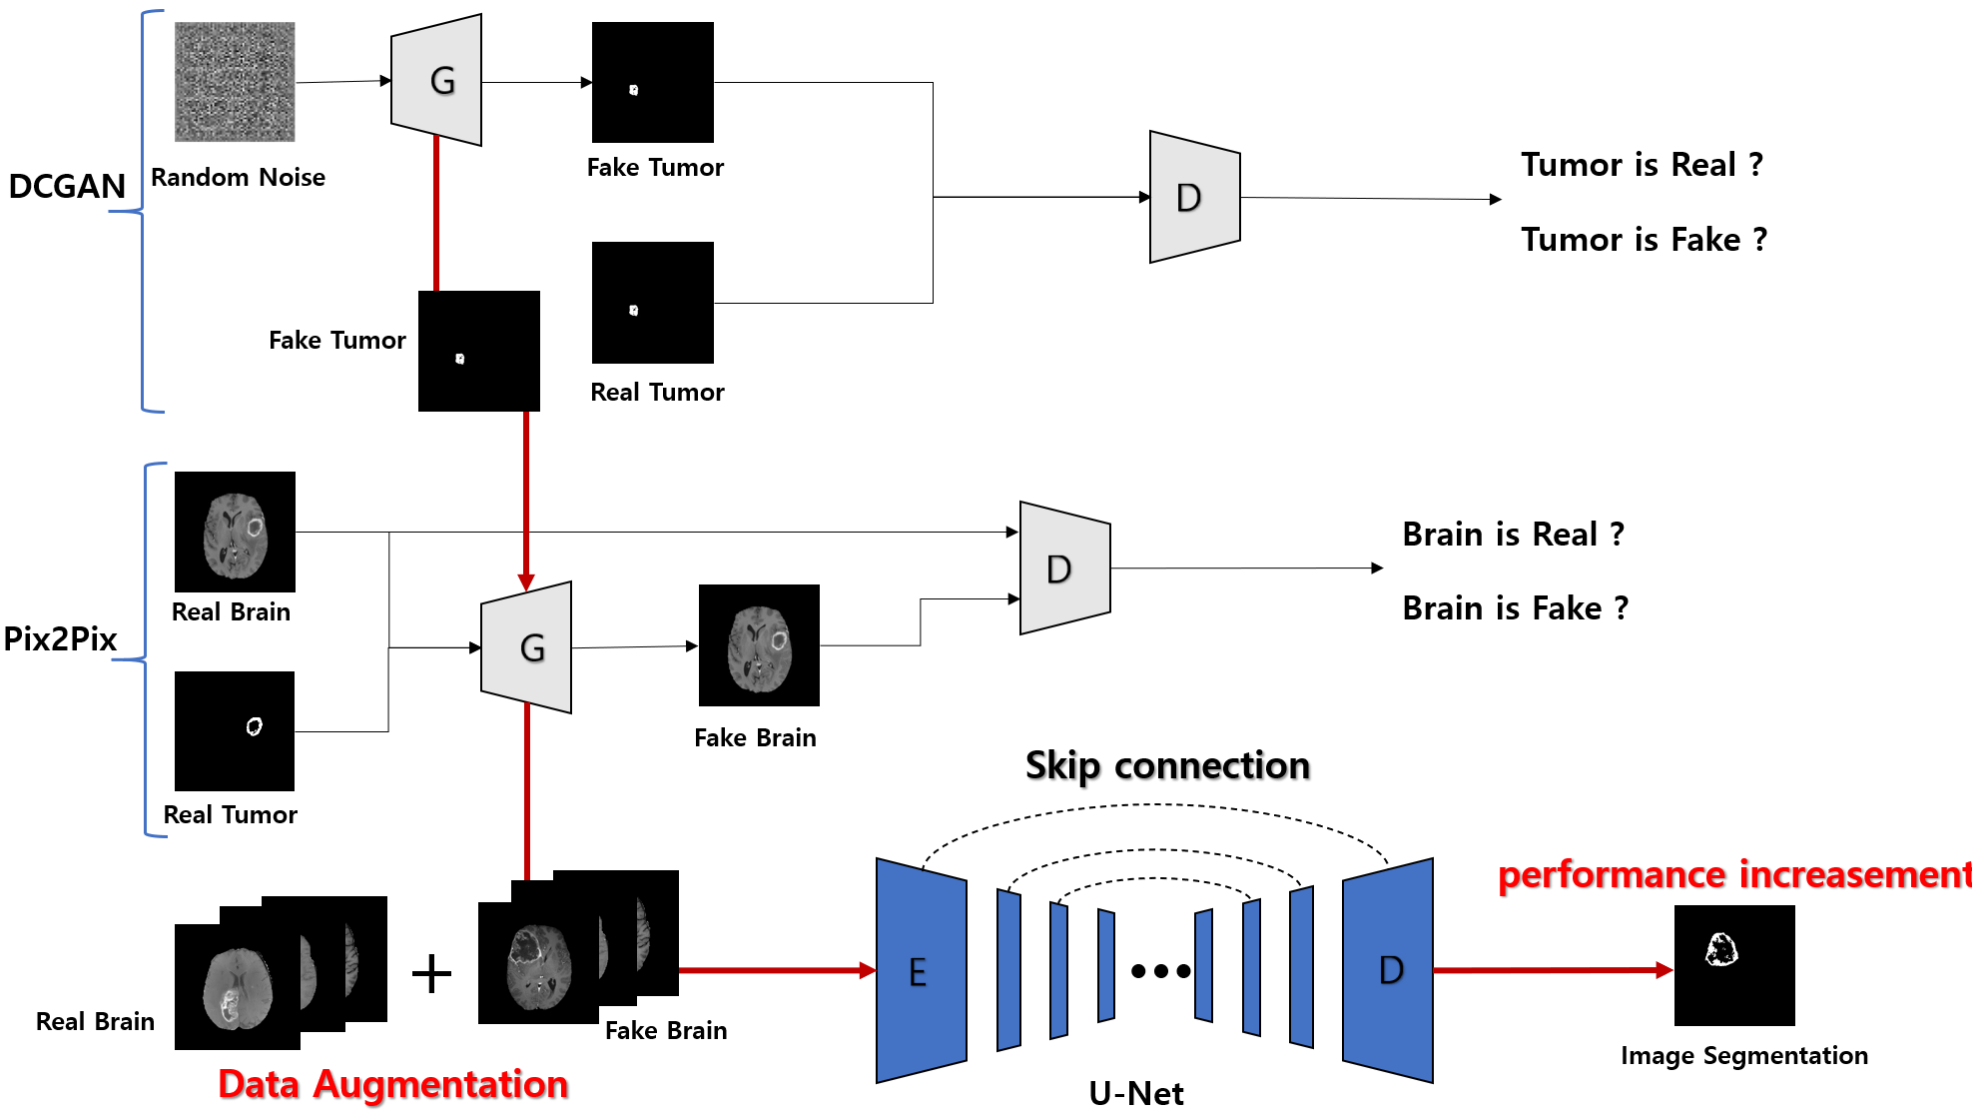 DCGAN
Random Noise
G
Fake Tumor
Fake Tumor
Real Tumor
D
Tumor is Real ?
Tumor is Fake ?
Pix2Pix
Real Brain
Real Tumor
G
Fake Brain
D
Brain is Real ?
Brain is Fake ?
Real Brain
+
Fake Brain
Data Augmentation
Skip connection
E
D
U-Net
performance increasement
Image Segmentation